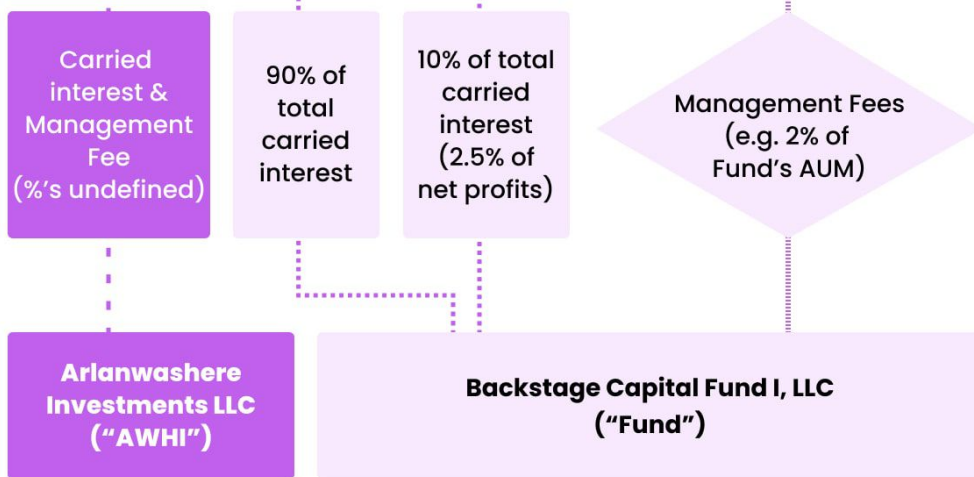 Carried
interest &
Management
Fee
(%’s undefined)
90% of
total
carried
interest
10% of total
carried
interest
(2.5% of
net profits)
Management Fees
(e.g. 2% of
Fund’s AUM)
Arlanwashere
Investments LLC
(“AWHI”)
Backstage Capital Fund I, LLC
(“Fund”)